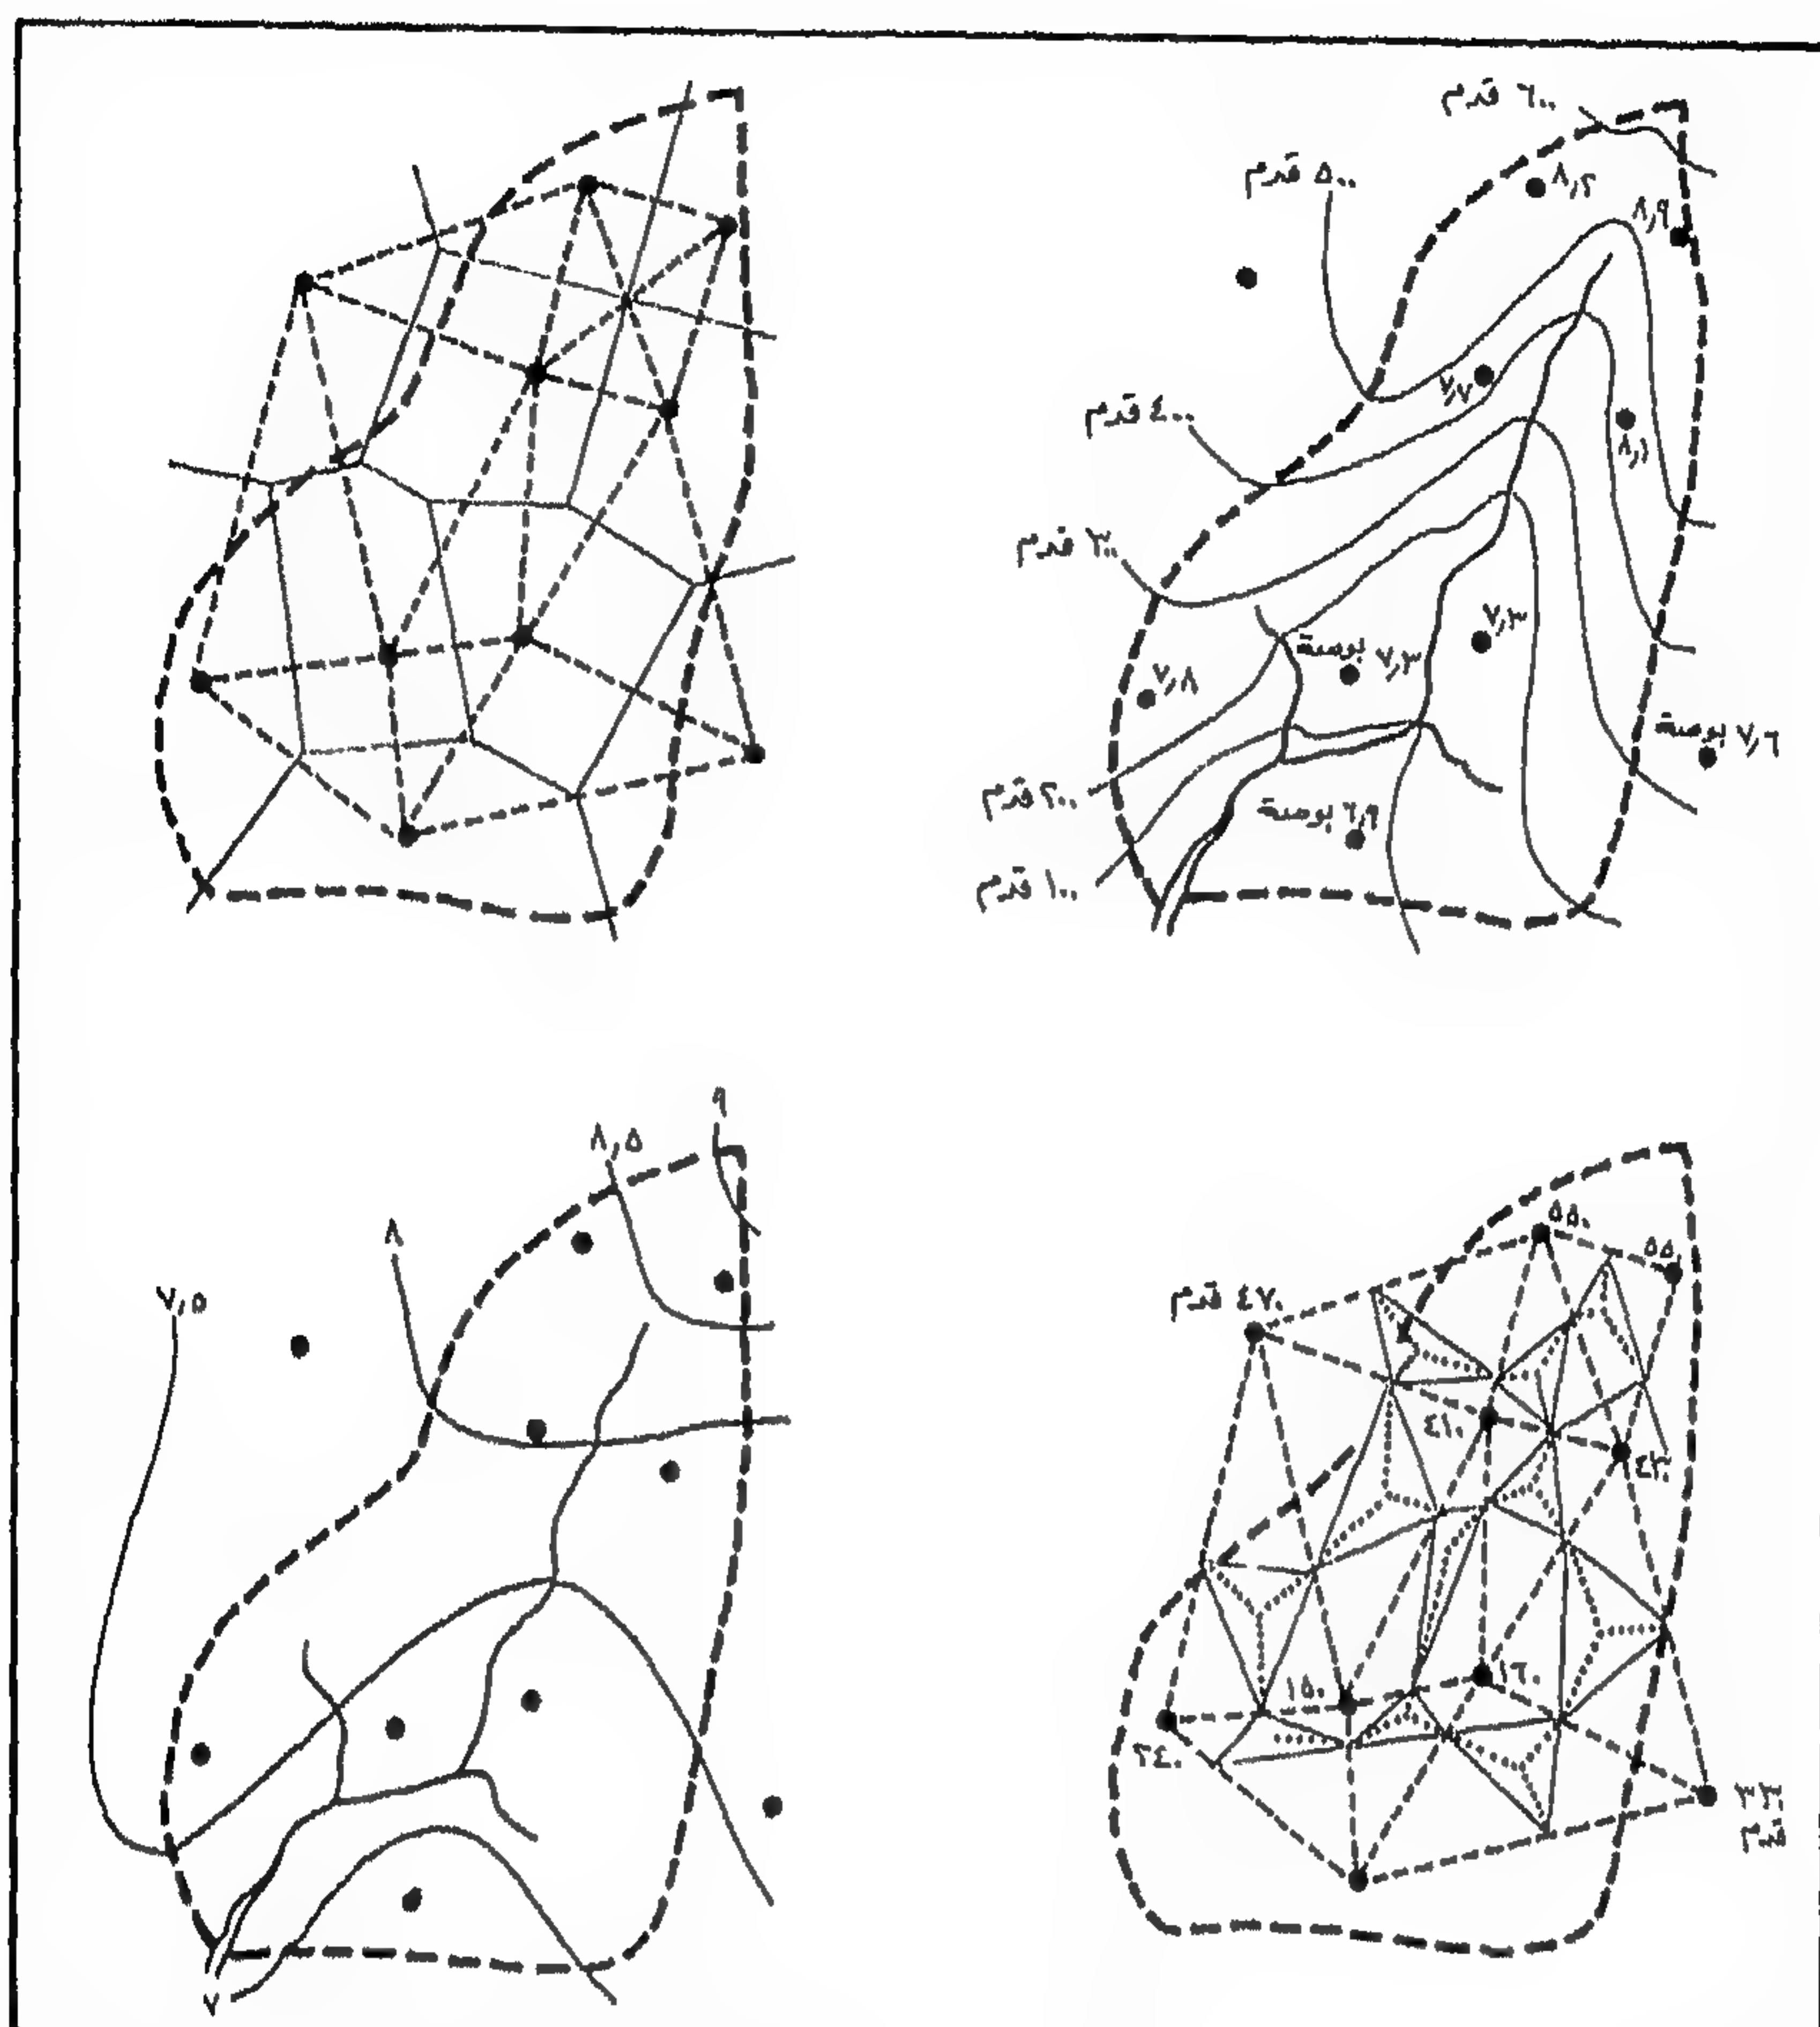 ٦٠٠ قدم
٨,٢
٥٠٠ قدم
٨,٩
٧,٧
٤٠٠ قدم
٨,١
٣٠٠ قدم
٧,٣
٧,٣ بوصة
٧,٨
٧,٦ بوصة
٢٠٠ قدم
٦,٩ بوصة
١٠٠ قدم
٩
٨,٥
٨
٧,٥
٧
٥٥٠
٥٥٠
٤٧٠ قدم
٤١٠
٤٣٠
١٦٠
١٥٠
٢٤٠
٣٣٠
قدم